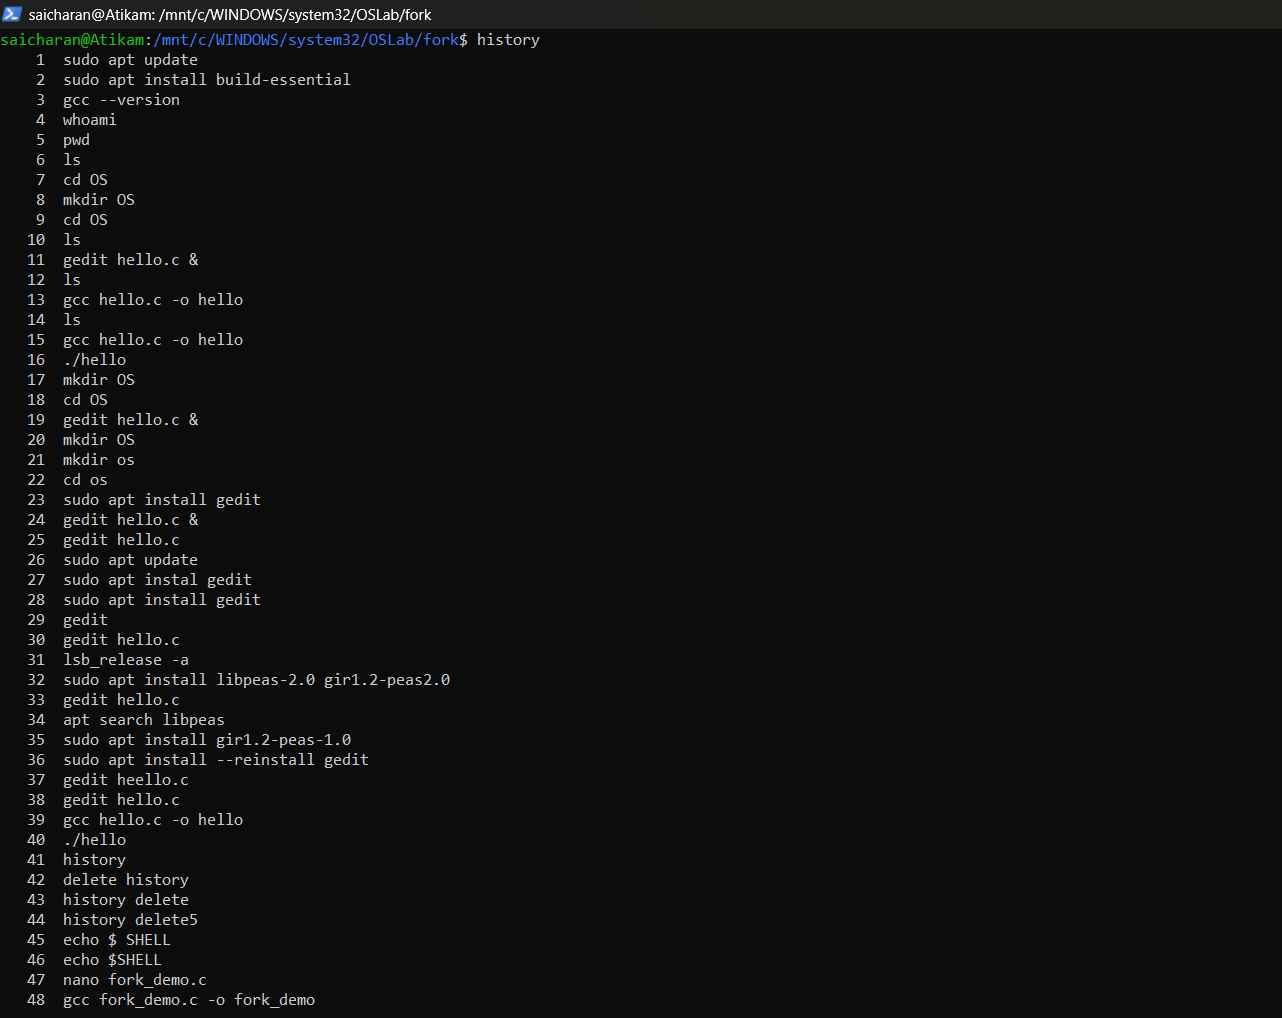 saicharan@Atikam: /mnt/c/WINDOWS/system32/OSLab/fork
saicharan@Atikam:/mnt/c/WINDOWS/system32/OSLab/fork$ history
1 sudo apt update
2 sudo apt install build-essential
3 gcc --version
4 whoami
5 pwd
6 ls
7 cd OS
8 mkdir OS
9 cd OS
10 ls
11 gedit hello.c &
12 ls
13 gcc hello.c -o hello
14 ls
15 gcc hello.c -o hello
16 ./hello
17 mkdir OS
18 cd OS
19 gedit hello.c &
20 mkdir OS
21 mkdir os
22 cd os
23 sudo apt install gedit
24 gedit hello.c &
25 gedit hello.c
26 sudo apt update
27 sudo apt instal gedit
28 sudo apt install gedit
29 gedit
30 gedit hello.c
31 lsb_release -a
32 sudo apt install libpeas-2.0 gir1.2-peas2.0
33 gedit hello.c
34 apt search libpeas
35 sudo apt install gir1.2-peas-1.0
36 sudo apt install --reinstall gedit
37 gedit heello.c
38 gedit hello.c
39 gcc hello.c -o hello
40 ./hello
41 history
42 delete history
43 history delete
44 history delete5
45 echo $ SHELL
46 echo $SHELL
47 nano fork_demo.c
48 gcc fork_demo.c -o fork_demo